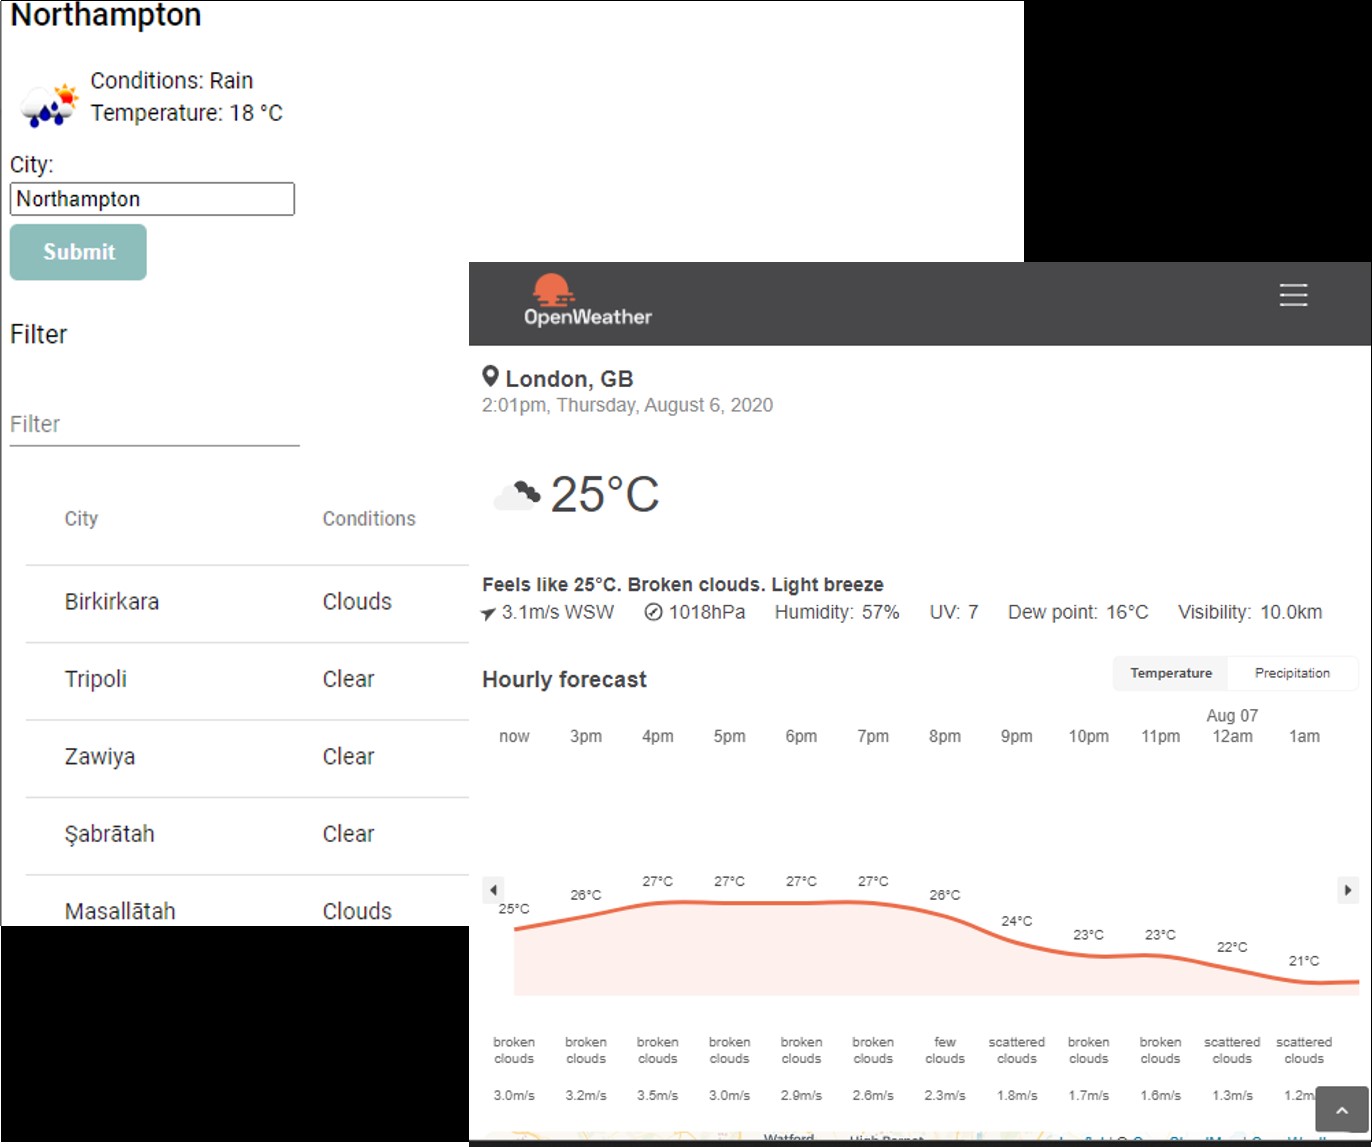 Northampton
Conditions: Rain
Temperature: 18 °C
City:
Northampton
Submit
Filter
Filter
City Conditions
Birkirkara Clouds
Tripoli Clear
Zawiya Clear
Şabrātah Clear
Masallātah Clouds
OpenWeather
London, GB
2:01pm, Thursday, August 6, 2020
25°C
Feels like 25°C. Broken clouds. Light breeze
3.1m/s WSW 1018hPa Humidity: 57% UV: 7 Dew point: 16°C Visibility: 10.0km
Hourly forecast Temperature Precipitation
Aug 07
now 3pm 4pm 5pm 6pm 7pm 8pm 9pm 10pm 11pm 12am 1am
25°C 26°C 27°C 27°C 27°C 27°C 26°C 24°C 23°C 23°C 22°C 21°C
broken broken broken broken broken broken few scattered broken broken scattered scattered
clouds clouds clouds clouds clouds clouds clouds clouds clouds clouds clouds clouds
3.0m/s 3.2m/s 3.5m/s 3.0m/s 2.9m/s 2.6m/s 2.3m/s 1.8m/s 1.7m/s 1.6m/s 1.3m/s 1.2m
Watford High Barnet